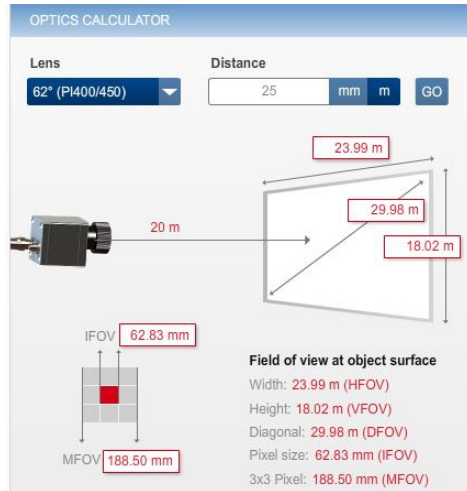 OPTICS CALCULATOR
Lens Distance
62° (PI400/450) 25 mm m GO
23.99 m
29.98 m
20 m
18.02 m
IFOV 62.83 mm
MFOV 188.50 mm
Field of view at object surface
Width: 23.99 m (HFOV)
Height: 18.02 m (VFOV)
Diagonal: 29.98 m (DFOV)
Pixel size: 62.83 mm (IFOV)
3x3 Pixel: 188.50 mm (MFOV)